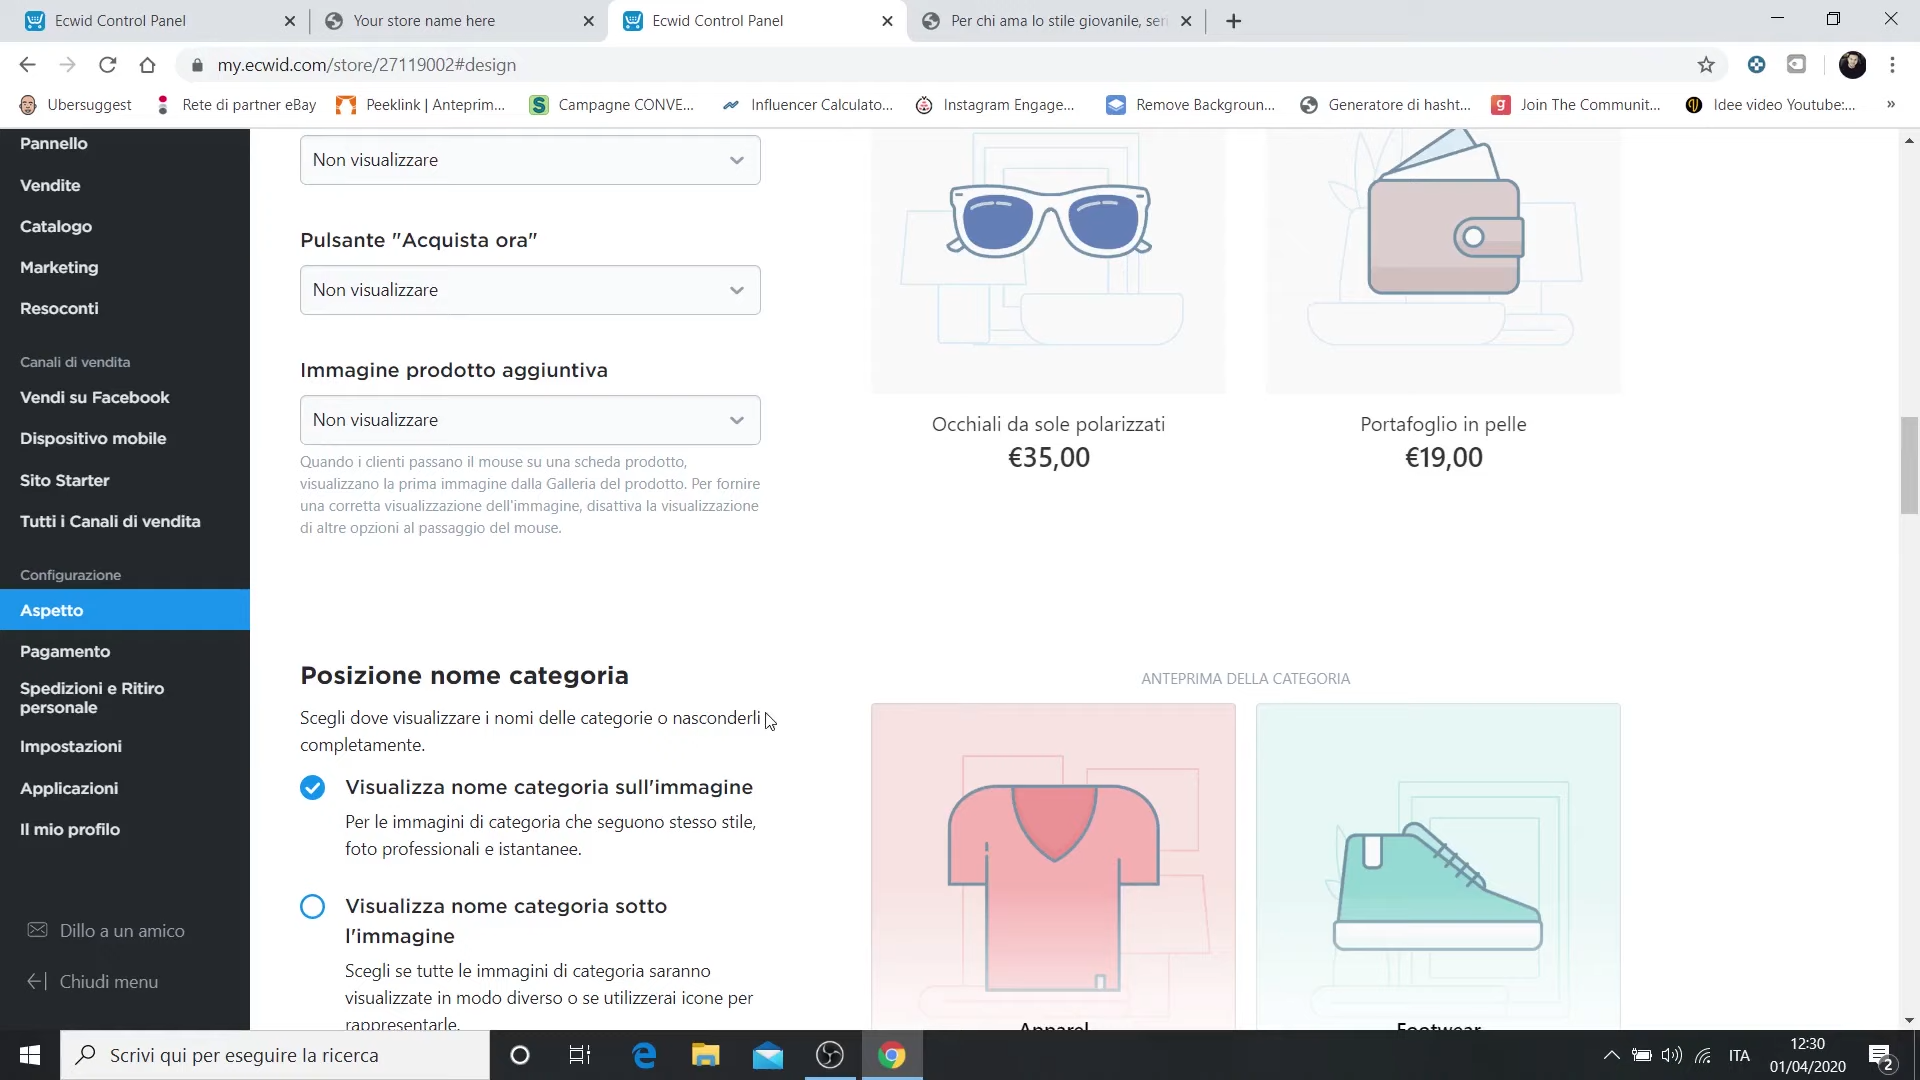 Ecwid Control Panel
Your store name here
Ecwid Control Panel
Per chi ama lo stile giovanile, seri
my.ecwid.com/store/27119002#design
Ubersuggest
Rete di partner eBay
Peeklink | Anteprim...
Campagne CONVE...
Influencer Calculato...
Instagram Engage...
Remove Backgroun...
Generatore di hasht...
Join The Communit...
Idee video Youtube:...
»
Pannello
Vendite
Catalogo
Marketing
Resoconti
Canali di vendita
Vendi su Facebook
Dispositivo mobile
Sito Starter
Tutti i Canali di vendita
Configurazione
Aspetto
Pagamento
Spedizioni e Ritiro
personale
Impostazioni
Applicazioni
Il mio profilo
Dillo a un amico
Chiudi menu
Non visualizzare
Pulsante "Acquista ora"
Non visualizzare
Immagine prodotto aggiuntiva
Non visualizzare
Quando i clienti passano il mouse su una scheda prodotto,
visualizzano la prima immagine dalla Galleria del prodotto. Per fornire
una corretta visualizzazione dell'immagine, disattiva la visualizzazione
di altre opzioni al passaggio del mouse.
Occhiali da sole polarizzati
€35,00
Portafoglio in pelle
€19,00
Posizione nome categoria
Scegli dove visualizzare i nomi delle categorie o nasconderli
completamente.
Visualizza nome categoria sull'immagine
Per le immagini di categoria che seguono stesso stile,
foto professionali e istantanee.
Visualizza nome categoria sotto
l'immagine
Scegli se tutte le immagini di categoria saranno
visualizzate in modo diverso o se utilizzerai icone per
rappresentarle.
ANTEPRIMA DELLA CATEGORIA
Apparel
Footwear
Scrivi qui per eseguire la ricerca
ITA
12:30
01/04/2020
2